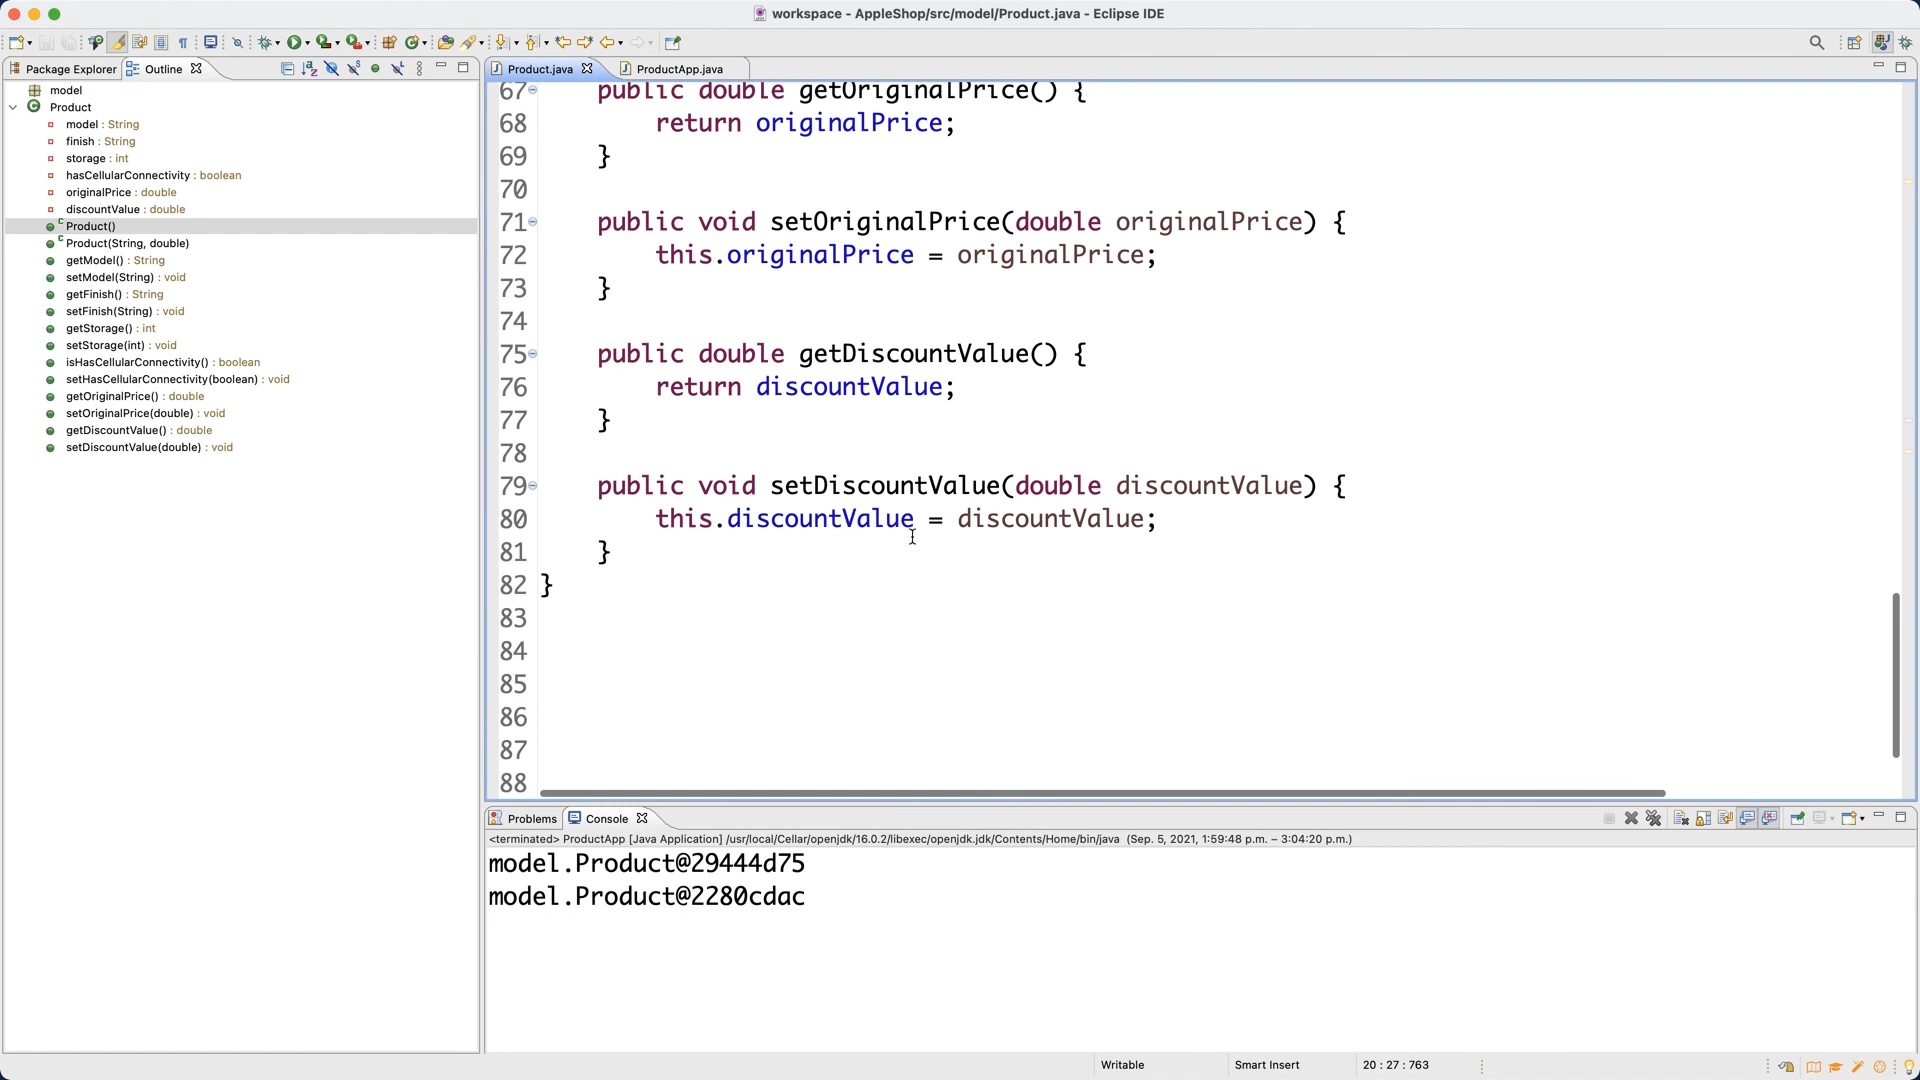 workspace - AppleShop/src/model/Product.java - Eclipse IDE
Package Explorer
Outline
Product.java
ProductApp.java
model
Product
model : String
finish : String
storage : int
hasCellularConnectivity : boolean
originalPrice : double
discountValue : double
Product()
Product(String, double)
getModel() : String
setModel(String) : void
getFinish() : String
setFinish(String) : void
getStorage() : int
setStorage(int) : void
isHasCellularConnectivity() : boolean
setHasCellularConnectivity(boolean) : void
getOriginalPrice() : double
setOriginalPrice(double) : void
getDiscountValue() : double
setDiscountValue(double) : void
67 public double getOriginalPrice() {
68 return originalPrice;
69 }
70
71 public void setOriginalPrice(double originalPrice) {
72 this.originalPrice = originalPrice;
73 }
74
75 public double getDiscountValue() {
76 return discountValue;
77 }
78
79 public void setDiscountValue(double discountValue) {
80 this.discountValue = discountValue;
81 }
82 }
83
84
85
86
87
88
Problems
Console
<terminated> ProductApp [Java Application] /usr/local/Cellar/openjdk/16.0.2/libexec/openjdk.jdk/Contents/Home/bin/java (Sep. 5, 2021, 1:59:48 p.m. – 3:04:20 p.m.)
model.Product@29444d75
model.Product@2280cdac
Writable
Smart Insert
20 : 27 : 763